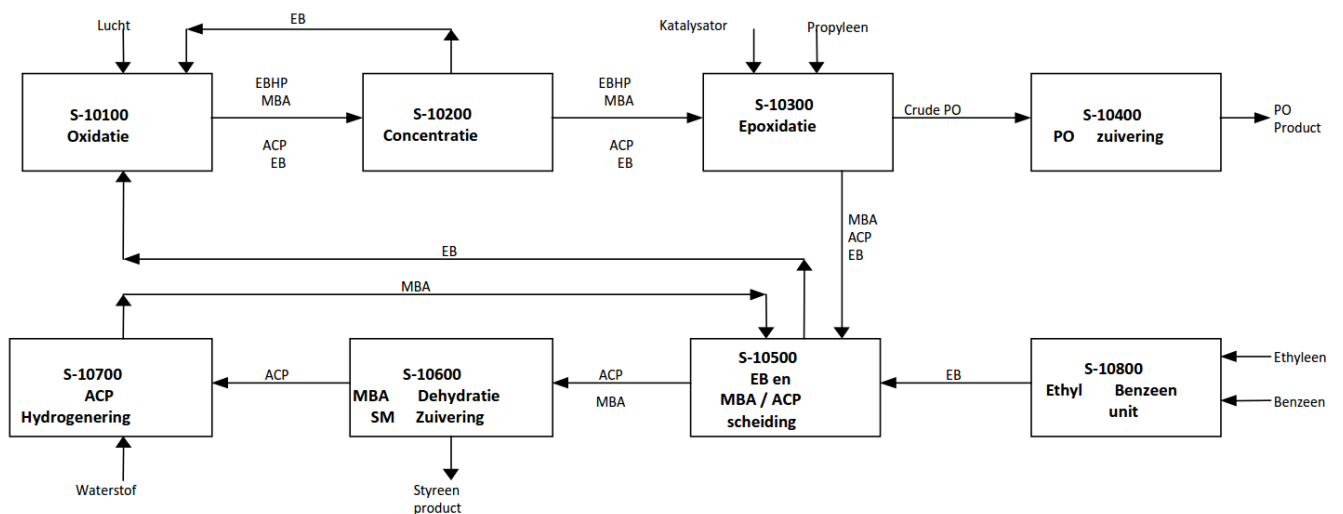 Lucht
EB
Katalysator
Propyleen
S-10100
Oxidatie
EBHP
MBA
ACP
EB
S-10200
Concentratie
EBHP
MBA
ACP
EB
S-10300
Epoxidatie
Crude PO
S-10400
PO zuivering
PO
Product
MBA
ACP
EB
EB
MBA
S-10700
ACP
Hydrogenering
ACP
S-10600
MBA Dehydratie
SM Zuivering
ACP
MBA
S-10500
EB en
MBA / ACP
scheiding
EB
S-10800
Ethyl Benzeen
unit
Ethyleen
Benzeen
Waterstof
Styreen
product